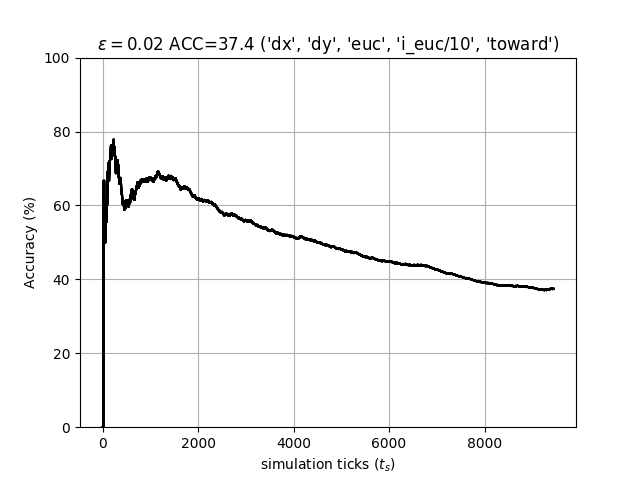 ε = 0.02 ACC=37.4 ('dx', 'dy', 'euc', 'i_euc/10', 'toward')
100
80
60
40
20
0
Accuracy (%)
0 2000 4000 6000 8000
simulation ticks (tₛ)